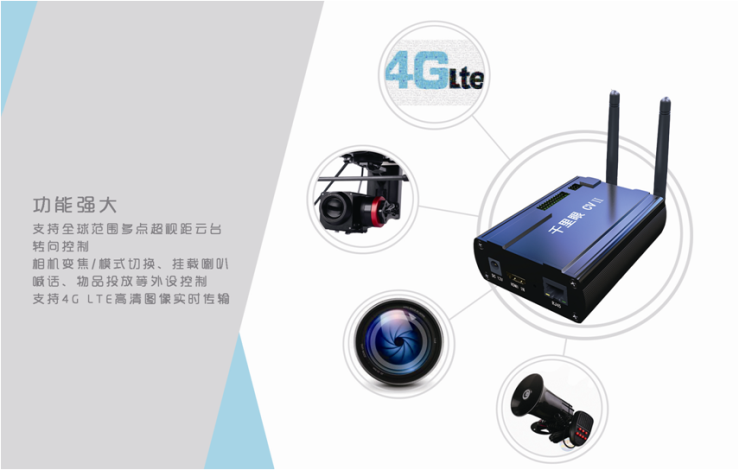 功能强大
支持全球范围多点超视距云台
转向控制
相机变焦/模式切换、挂载喇叭
喊话、物品投放等外设控制
支持4G LTE高清图像实时传输
4GLte
千里眼 CV II